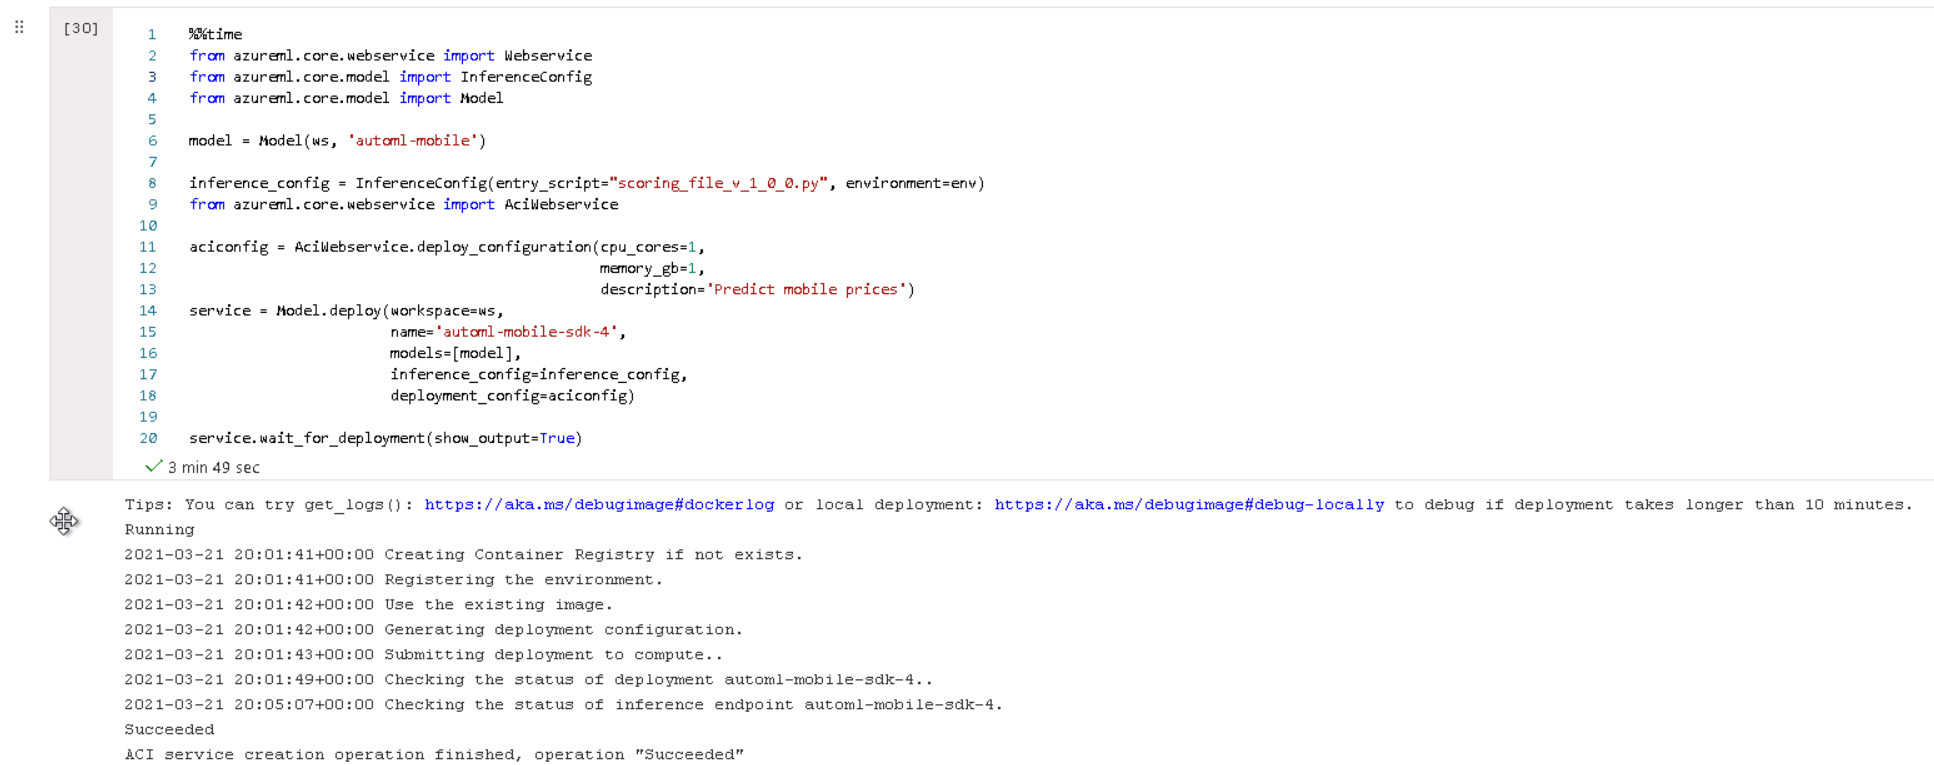 [30]
1 %%time
2 from azureml.core.webservice import Webservice
3 from azureml.core.model import InferenceConfig
4 from azureml.core.model import Model
5
6 model = Model(ws, 'automl-mobile')
7
8 inference_config = InferenceConfig(entry_script="scoring_file_v_1_0_0.py", environment=env)
9 from azureml.core.webservice import AciWebservice
10
11 aciconfig = AciWebservice.deploy_configuration(cpu_cores=1,
12                                                memory_gb=1,
13                                                description='Predict mobile prices')
14 service = Model.deploy(workspace=ws,
15                        name='automl-mobile-sdk-4',
16                        models=[model],
17                        inference_config=inference_config,
18                        deployment_config=aciconfig)
19
20 service.wait_for_deployment(show_output=True)
3 min 49 sec
Tips: You can try get_logs(): https://aka.ms/debugimage#dockerlog or local deployment: https://aka.ms/debugimage#debug-locally to debug if deployment takes longer than 10 minutes.
Running
2021-03-21 20:01:41+00:00 Creating Container Registry if not exists.
2021-03-21 20:01:41+00:00 Registering the environment.
2021-03-21 20:01:42+00:00 Use the existing image.
2021-03-21 20:01:42+00:00 Generating deployment configuration.
2021-03-21 20:01:43+00:00 Submitting deployment to compute..
2021-03-21 20:01:49+00:00 Checking the status of deployment automl-mobile-sdk-4..
2021-03-21 20:05:07+00:00 Checking the status of inference endpoint automl-mobile-sdk-4.
Succeeded
ACI service creation operation finished, operation "Succeeded"